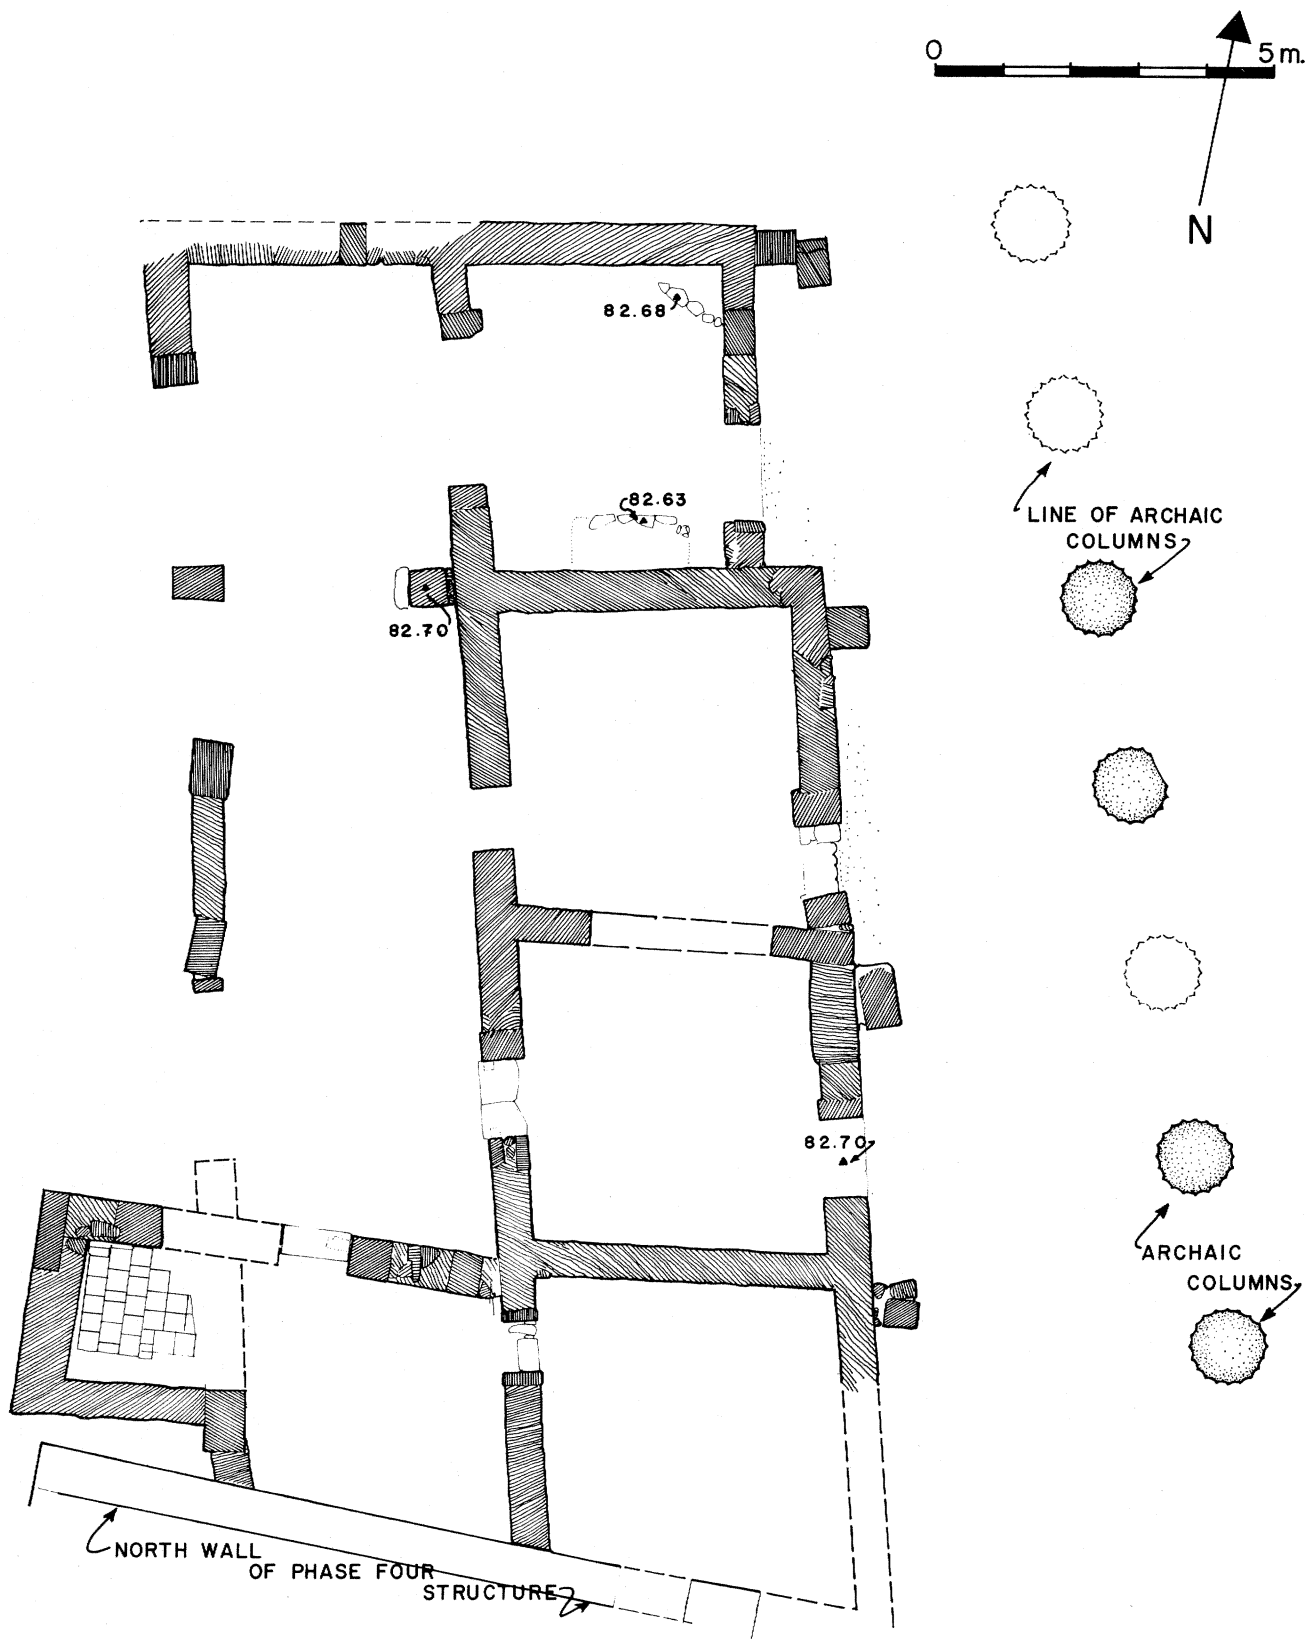 0 5 m.
N
82.68
82.63
LINE OF ARCHAIC
COLUMNS
82.70
82.70
ARCHAIC
COLUMNS
NORTH WALL
OF PHASE FOUR
STRUCTURE